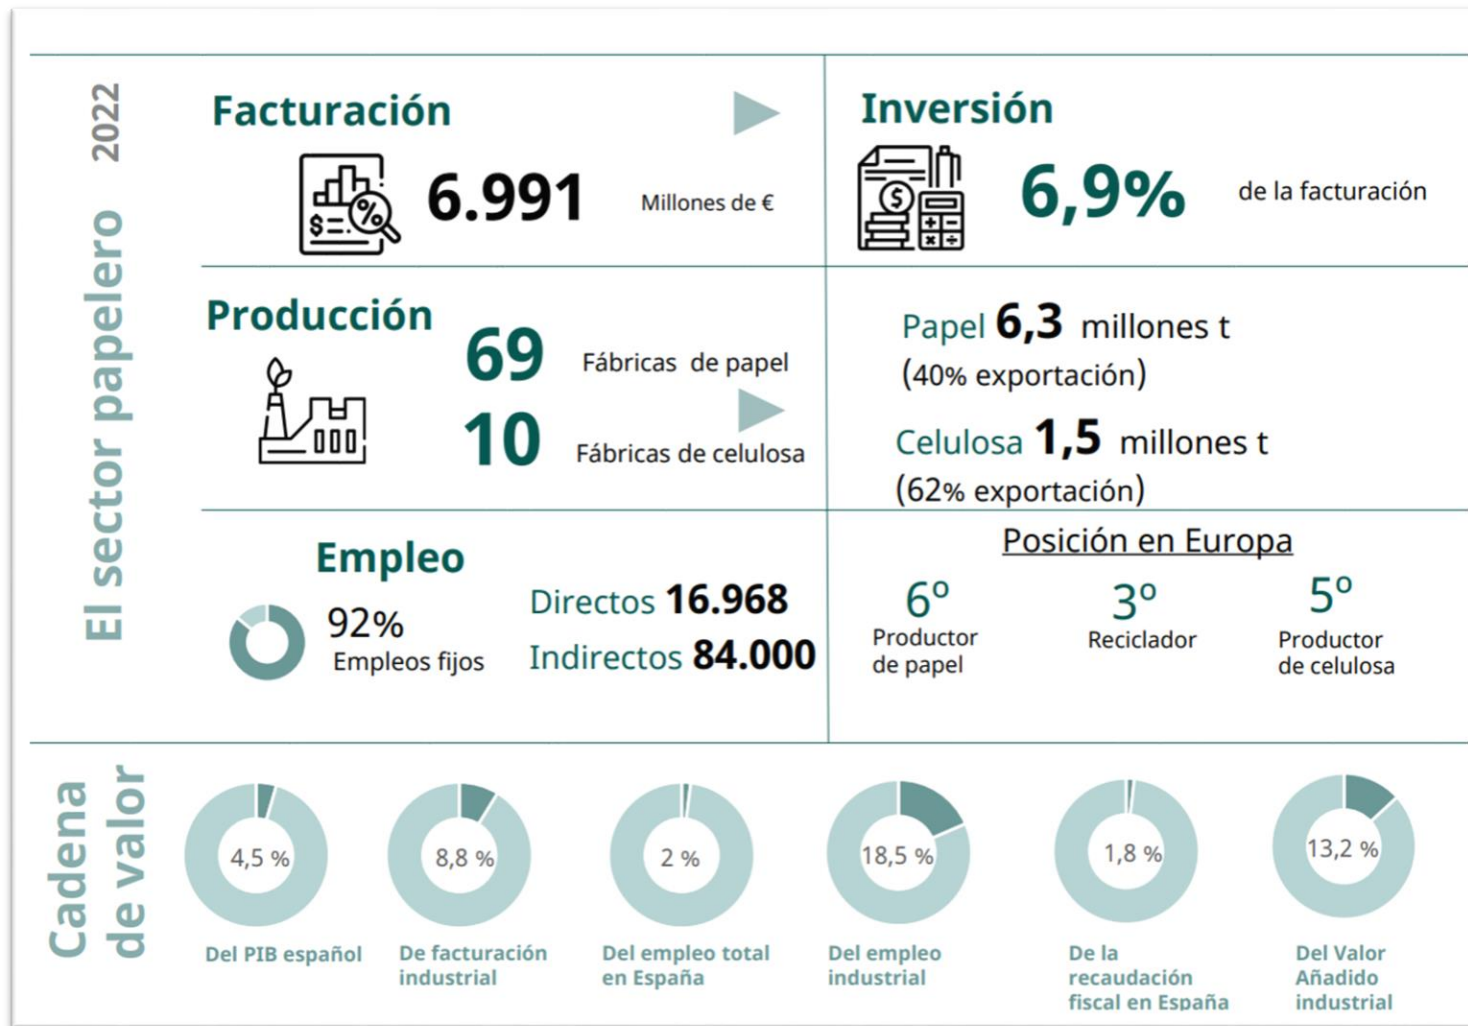 El sector papelero 2022
Facturación
6.991 Millones de €
Inversión
6,9% de la facturación
Producción
69 Fábricas de papel
10 Fábricas de celulosa
Papel 6,3 millones t
(40% exportación)
Celulosa 1,5 millones t
(62% exportación)
Empleo
92%
Empleos fijos
Directos 16.968
Indirectos 84.000
Posición en Europa
6º
Productor
de papel
3º
Reciclador
5º
Productor
de celulosa
Cadena
de valor
4,5 %
Del PIB español
8,8 %
De facturación
industrial
2 %
Del empleo total
en España
18,5 %
Del empleo
industrial
1,8 %
De la
recaudación
fiscal en España
13,2 %
Del Valor
Añadido
industrial